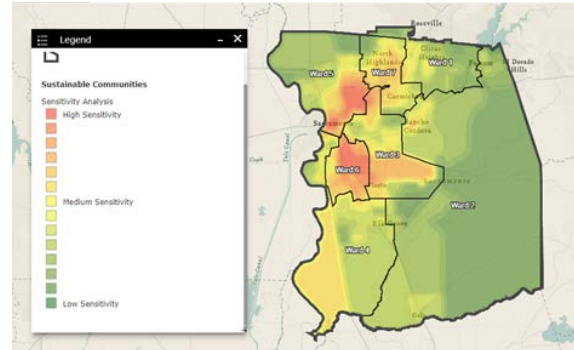 Legend
Sustainable Communities
Sensitivity Analysis
High Sensitivity
Medium Sensitivity
Low Sensitivity
Roseville
North
Highlands
Citrus
Heights
Folsom
El Dorado
Hills
Ward 5
Ward 7
Carmichael
Sacramento
Rancho
Cordova
Ward 3
Ward 6
Sacramento
Ward 2
Elk Grove
Ward 4
Galt